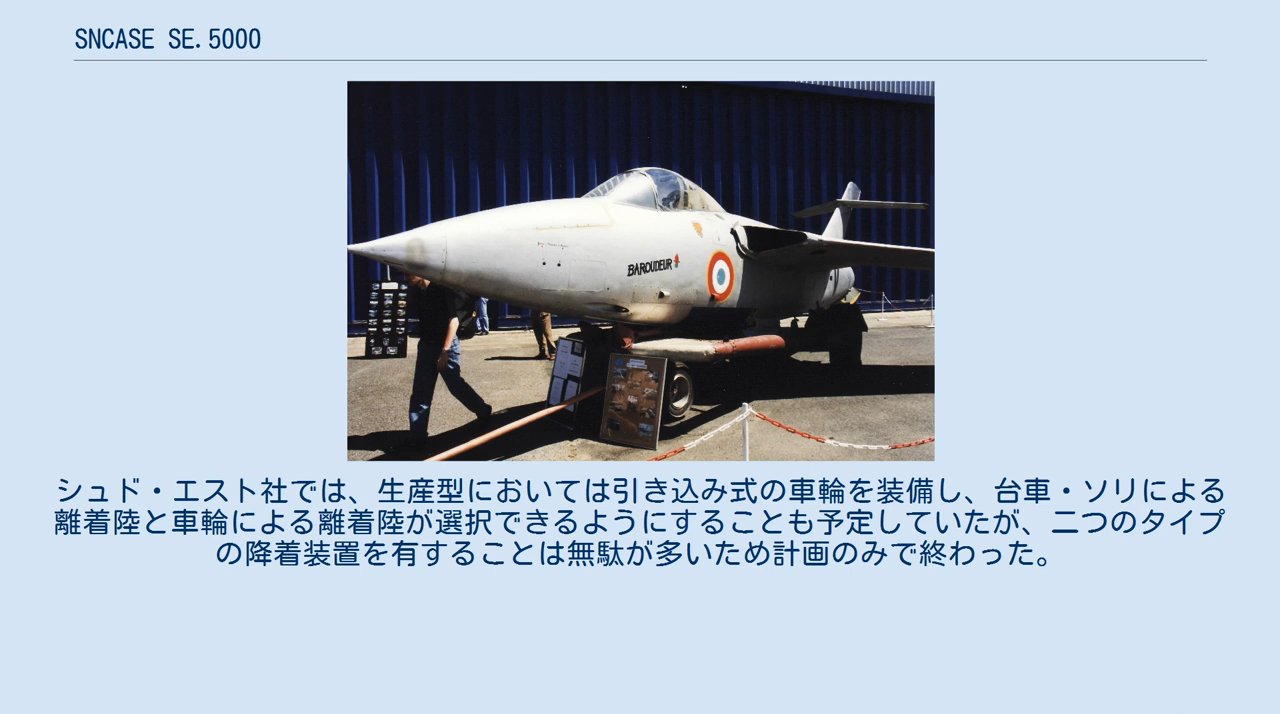 SNCASE SE.5000
BAROUDEUR
シュド・エスト社では、生産型においては引き込み式の車輪を装備し、台車・ソリによる
離着陸と車輪による離着陸が選択できるようにすることも予定していたが、二つのタイプ
の降着装置を有することは無駄が多いため計画のみで終わった。